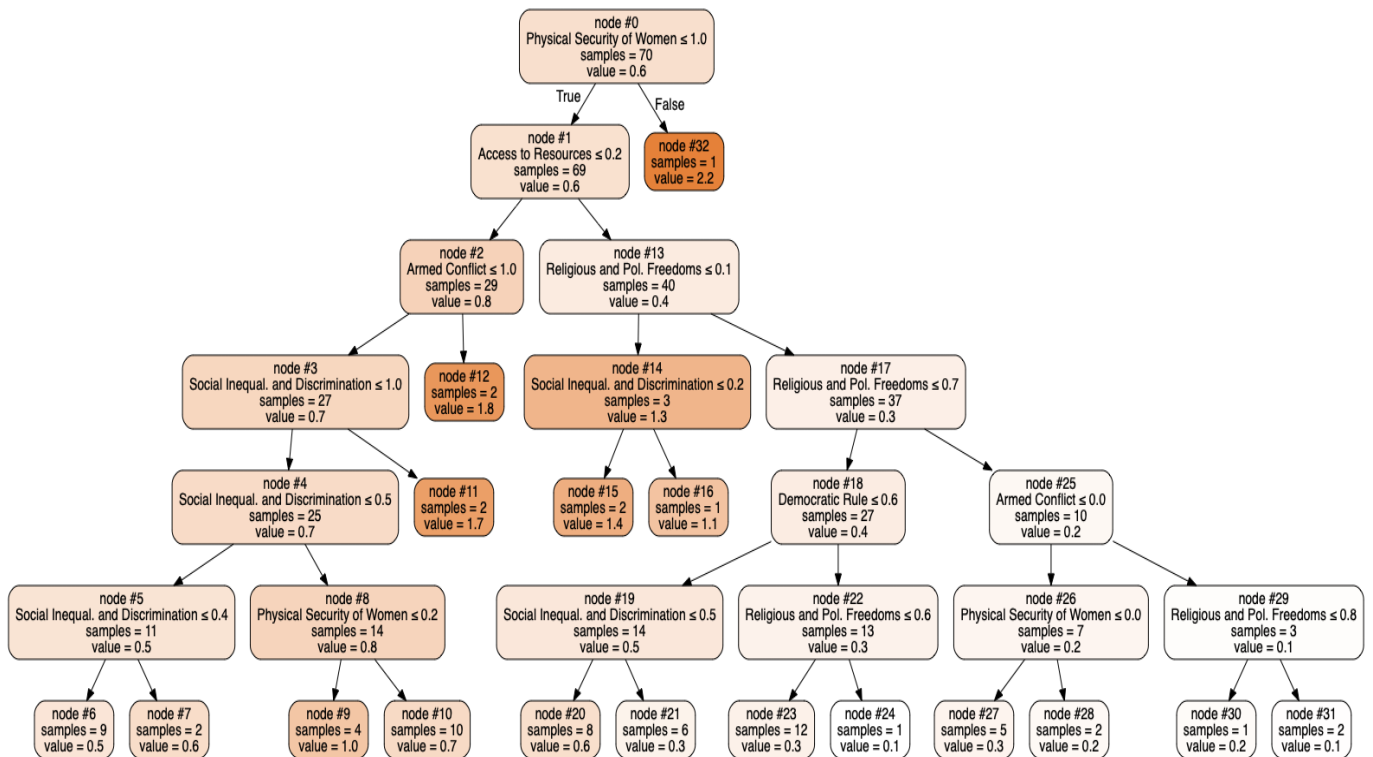 node #0
Physical Security of Women ≤ 1.0
samples = 70
value = 0.6
True
False
node #1
Access to Resources ≤ 0.2
samples = 69
value = 0.6
node #32
samples = 1
value = 2.2
node #2
Armed Conflict ≤ 1.0
samples = 29
value = 0.8
node #13
Religious and Pol. Freedoms ≤ 0.1
samples = 40
value = 0.4
node #3
Social Inequal. and Discrimination ≤ 1.0
samples = 27
value = 0.7
node #12
samples = 2
value = 1.8
node #14
Social Inequal. and Discrimination ≤ 0.2
samples = 3
value = 1.3
node #17
Religious and Pol. Freedoms ≤ 0.7
samples = 37
value = 0.3
node #4
Social Inequal. and Discrimination ≤ 0.5
samples = 25
value = 0.7
node #11
samples = 2
value = 1.7
node #15
samples = 2
value = 1.4
node #16
samples = 1
value = 1.1
node #18
Democratic Rule ≤ 0.6
samples = 27
value = 0.4
node #25
Armed Conflict ≤ 0.0
samples = 10
value = 0.2
node #5
Social Inequal. and Discrimination ≤ 0.4
samples = 11
value = 0.5
node #8
Physical Security of Women ≤ 0.2
samples = 14
value = 0.8
node #19
Social Inequal. and Discrimination ≤ 0.5
samples = 14
value = 0.5
node #22
Religious and Pol. Freedoms ≤ 0.6
samples = 13
value = 0.3
node #26
Physical Security of Women ≤ 0.0
samples = 7
value = 0.2
node #29
Religious and Pol. Freedoms ≤ 0.8
samples = 3
value = 0.1
node #6
samples = 9
value = 0.5
node #7
samples = 2
value = 0.6
node #9
samples = 4
value = 1.0
node #10
samples = 10
value = 0.7
node #20
samples = 8
value = 0.6
node #21
samples = 6
value = 0.3
node #23
samples = 12
value = 0.3
node #24
samples = 1
value = 0.1
node #27
samples = 5
value = 0.3
node #28
samples = 2
value = 0.2
node #30
samples = 1
value = 0.2
node #31
samples = 2
value = 0.1